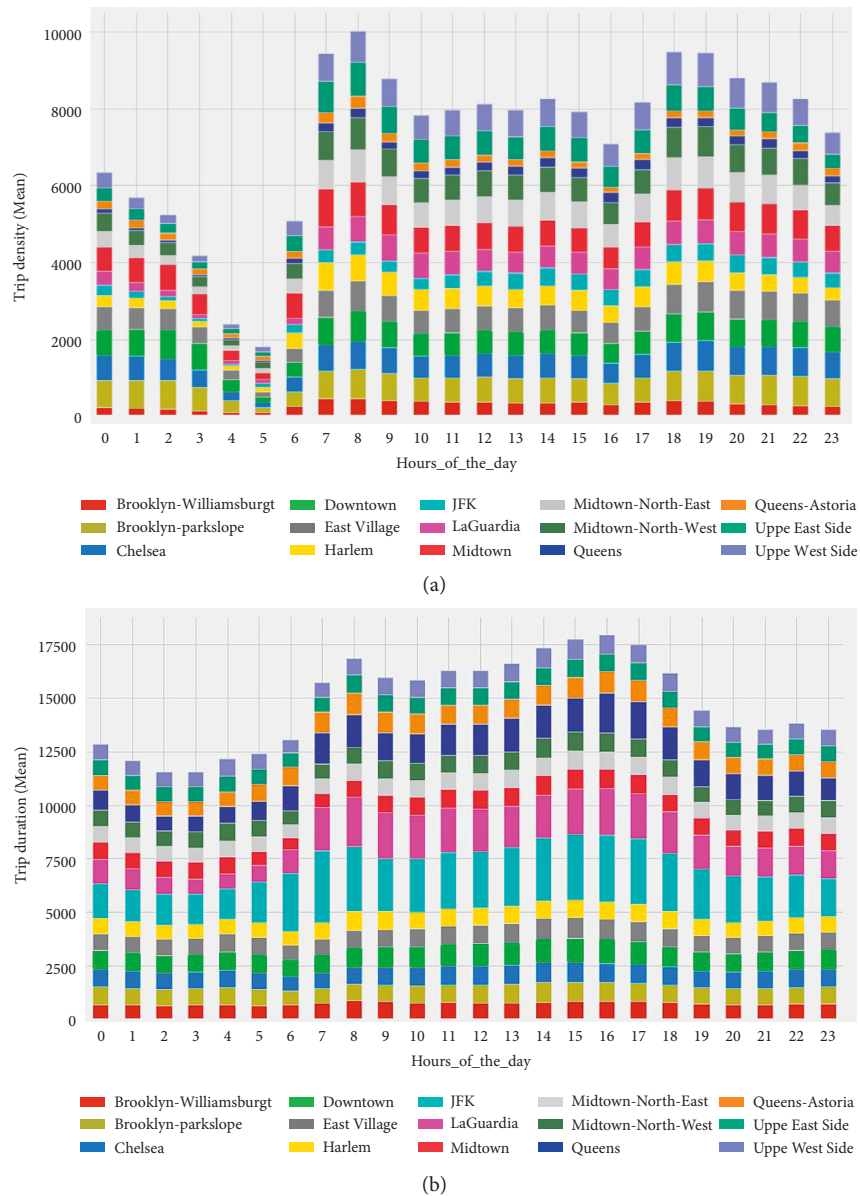 10000
8000
6000
4000
2000
0
Trip density (Mean)
0 1 2 3 4 5 6 7 8 9 10 11 12 13 14 15 16 17 18 19 20 21 22 23
Hours_of_the_day
Brooklyn-Williamsburgt Downtown JFK Midtown-North-East Queens-Astoria
Brooklyn-parkslope East Village LaGuardia Midtown-North-West Uppe East Side
Chelsea Harlem Midtown Queens Uppe West Side
(a)
17500
15000
12500
10000
7500
5000
2500
0
Trip duration (Mean)
0 1 2 3 4 5 6 7 8 9 10 11 12 13 14 15 16 17 18 19 20 21 22 23
Hours_of_the_day
Brooklyn-Williamsburgt Downtown JFK Midtown-North-East Queens-Astoria
Brooklyn-parkslope East Village LaGuardia Midtown-North-West Uppe East Side
Chelsea Harlem Midtown Queens Uppe West Side
(b)